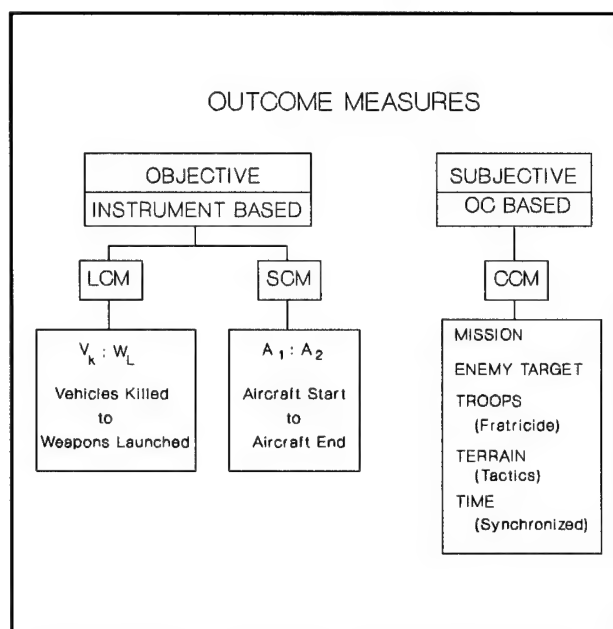 OUTCOME MEASURES
OBJECTIVE
INSTRUMENT BASED
LCM
V_k : W_L
Vehicles Killed
to
Weapons Launched
SCM
A_1 : A_2
Aircraft Start
to
Aircraft End
SUBJECTIVE
OC BASED
CCM
MISSION
ENEMY TARGET
TROOPS
(Fratricide)
TERRAIN
(Tactics)
TIME
(Synchronized)